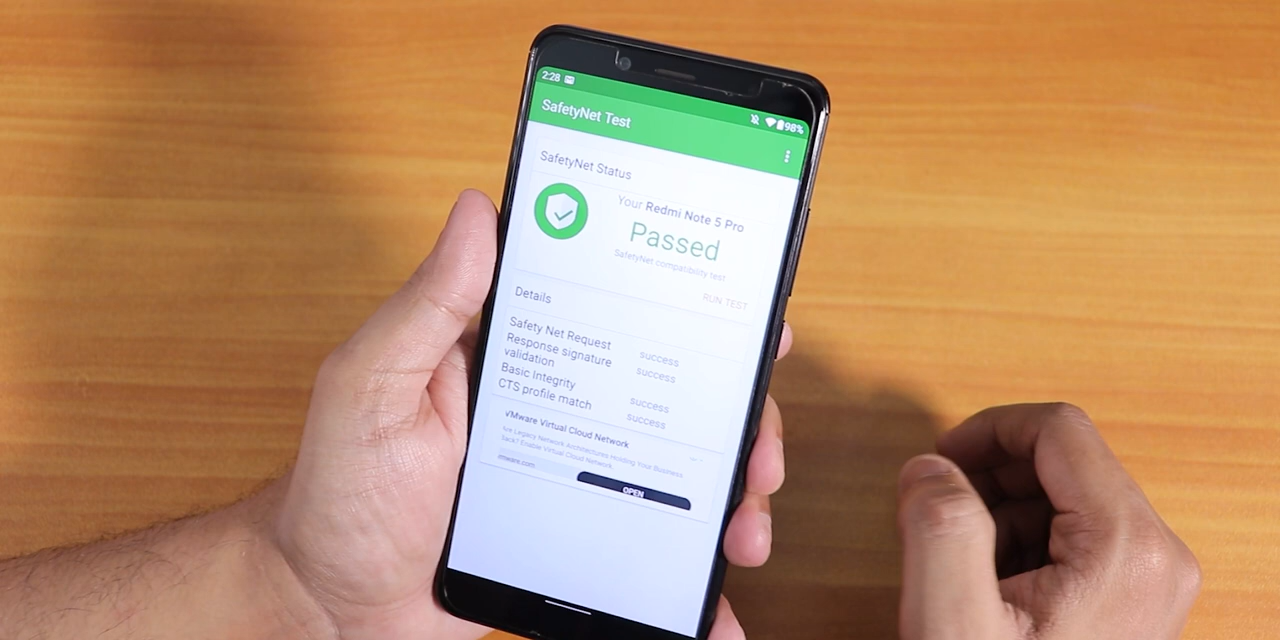 2:28
98%
SafetyNet Test
SafetyNet Status
Your Redmi Note 5 Pro
Passed
SafetyNet compatibility test
RUN TEST
Details
Safety Net Request success
Response signature
validation success
Basic Integrity success
CTS profile match success
vMware Virtual Cloud Network
Are Legacy Network Architectures Holding Your Business
Back? Enable Virtual Cloud Network.
mware.com
OPEN